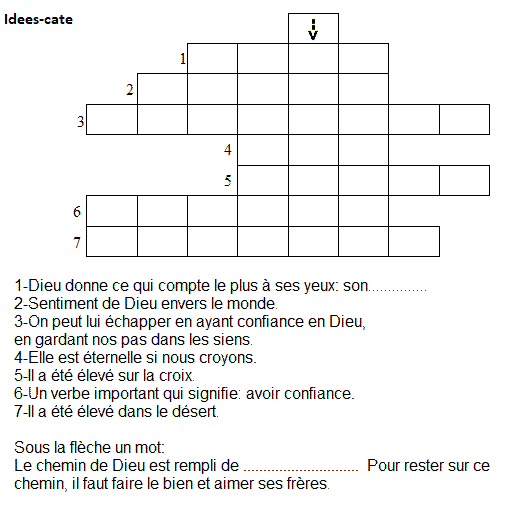 Idees-cate
1
2
3
4
5
6
7
1-Dieu donne ce qui compte le plus à ses yeux: son...............
2-Sentiment de Dieu envers le monde.
3-On peut lui échapper en ayant confiance en Dieu,
en gardant nos pas dans les siens.
4-Elle est éternelle si nous croyons.
5-Il a été élevé sur la croix.
6-Un verbe important qui signifie: avoir confiance.
7-Il a été élevé dans le désert.
Sous la flèche un mot:
Le chemin de Dieu est rempli de ............................. Pour rester sur ce
chemin, il faut faire le bien et aimer ses frères.